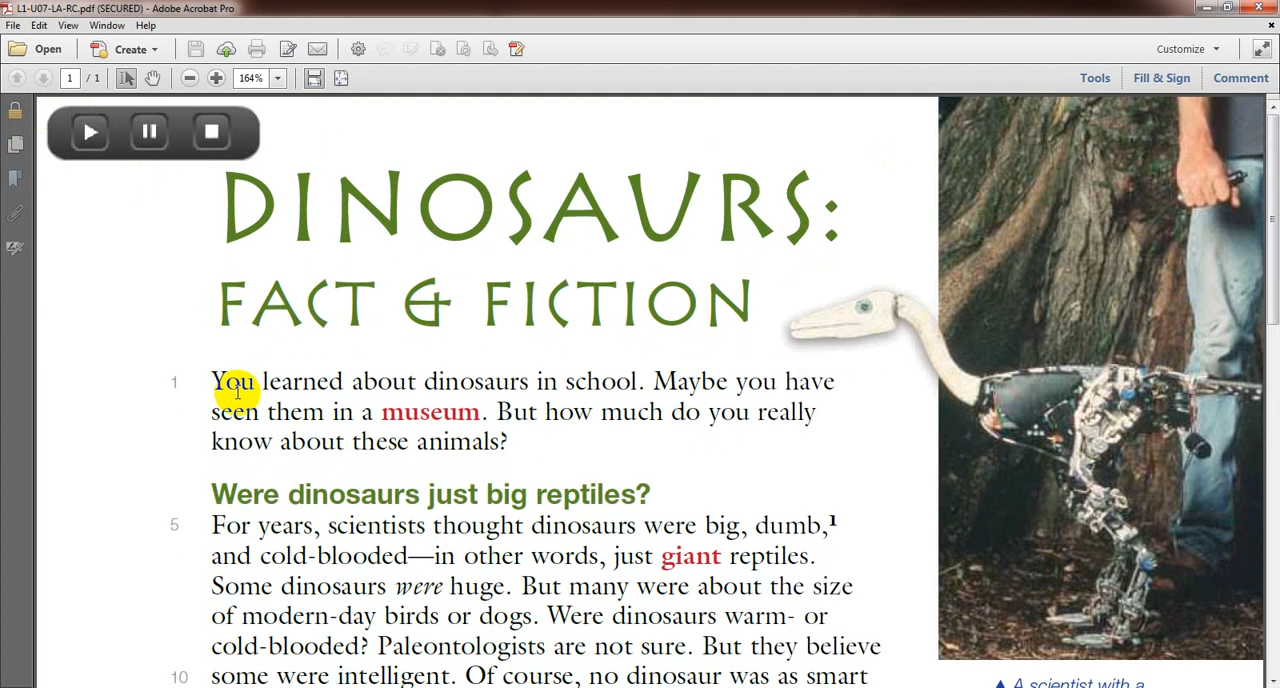 L1-U07-LA-RC.pdf (SECURED) - Adobe Acrobat Pro
File Edit View Window Help
Open Create Customize
1 / 1 164% Tools Fill & Sign Comment
DINOSAURS:
FACT & FICTION
1 You learned about dinosaurs in school. Maybe you have
seen them in a museum. But how much do you really
know about these animals?
Were dinosaurs just big reptiles?
5 For years, scientists thought dinosaurs were big, dumb,¹
and cold-blooded—in other words, just giant reptiles.
Some dinosaurs were huge. But many were about the size
of modern-day birds or dogs. Were dinosaurs warm- or
cold-blooded? Paleontologists are not sure. But they believe
10 some were intelligent. Of course, no dinosaur was as smart
▲ A scientist with a